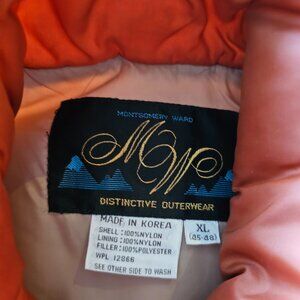 MONTGOMERY WARD
MW
DISTINCTIVE OUTERWEAR
MADE IN KOREA
SHELL : 100%NYLON
LINING : 100%NYLON
FILLER : 100%POLYESTER
WPL 12866
SEE OTHER SIDE TO WASH
XL
(45-48)